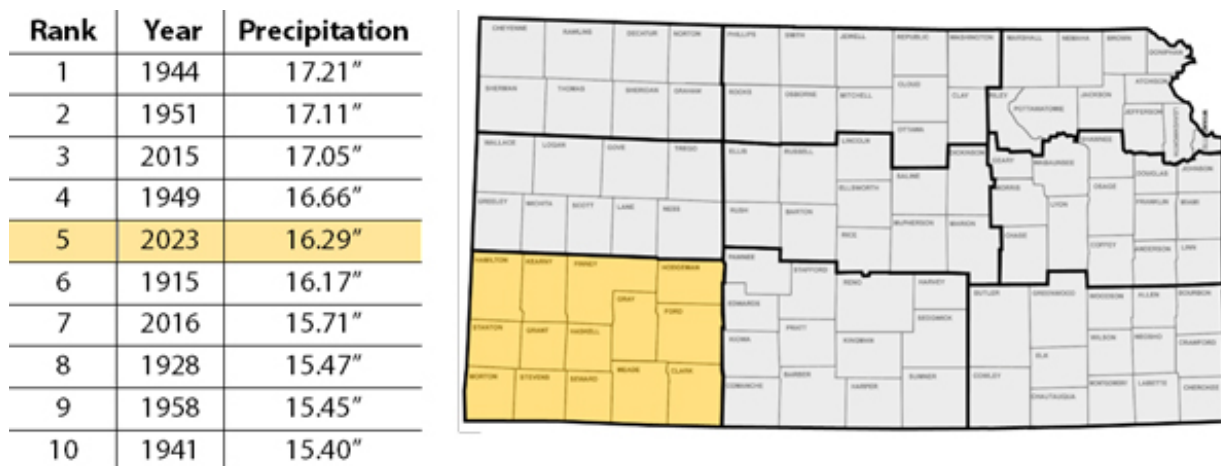 Rank Year Precipitation
1 1944 17.21″
2 1951 17.11″
3 2015 17.05″
4 1949 16.66″
5 2023 16.29″
6 1915 16.17″
7 2016 15.71″
8 1928 15.47″
9 1958 15.45″
10 1941 15.40″
CHEYENNE RAWLINS DECATUR NORTON PHILLIPS SMITH JEWELL REPUBLIC WASHINGTON MARSHALL NEMAHA BROWN DONIPHAN
SHERMAN THOMAS SHERIDAN GRAHAM ROOKS OSBORNE MITCHELL CLOUD CLAY RILEY POTTAWATOMIE JACKSON ATCHISON JEFFERSON
OTTAWA
WALLACE LOGAN GOVE TREGO ELLIS RUSSELL LINCOLN SALINE DICKINSON GEARY WABAUNSEE SHAWNEE DOUGLAS JOHNSON
GREELEY WICHITA SCOTT LANE NESS RUSH BARTON ELLSWORTH RICE MCPHERSON MARION MORRIS CHASE LYON OSAGE FRANKLIN MIAMI
COFFEY ANDERSON LINN
HAMILTON KEARNY FINNEY HODGEMAN PAWNEE STAFFORD RENO HARVEY BUTLER GREENWOOD WOODSON ALLEN BOURBON
GRAY FORD EDWARDS SEDGWICK
STANTON GRANT HASKELL KIOWA PRATT KINGMAN ELK WILSON NEOSHO CRAWFORD
MORTON STEVENS SEWARD MEADE CLARK COMANCHE BARBER HARPER SUMNER COWLEY CHAUTAUQUA MONTGOMERY LABETTE CHEROKEE